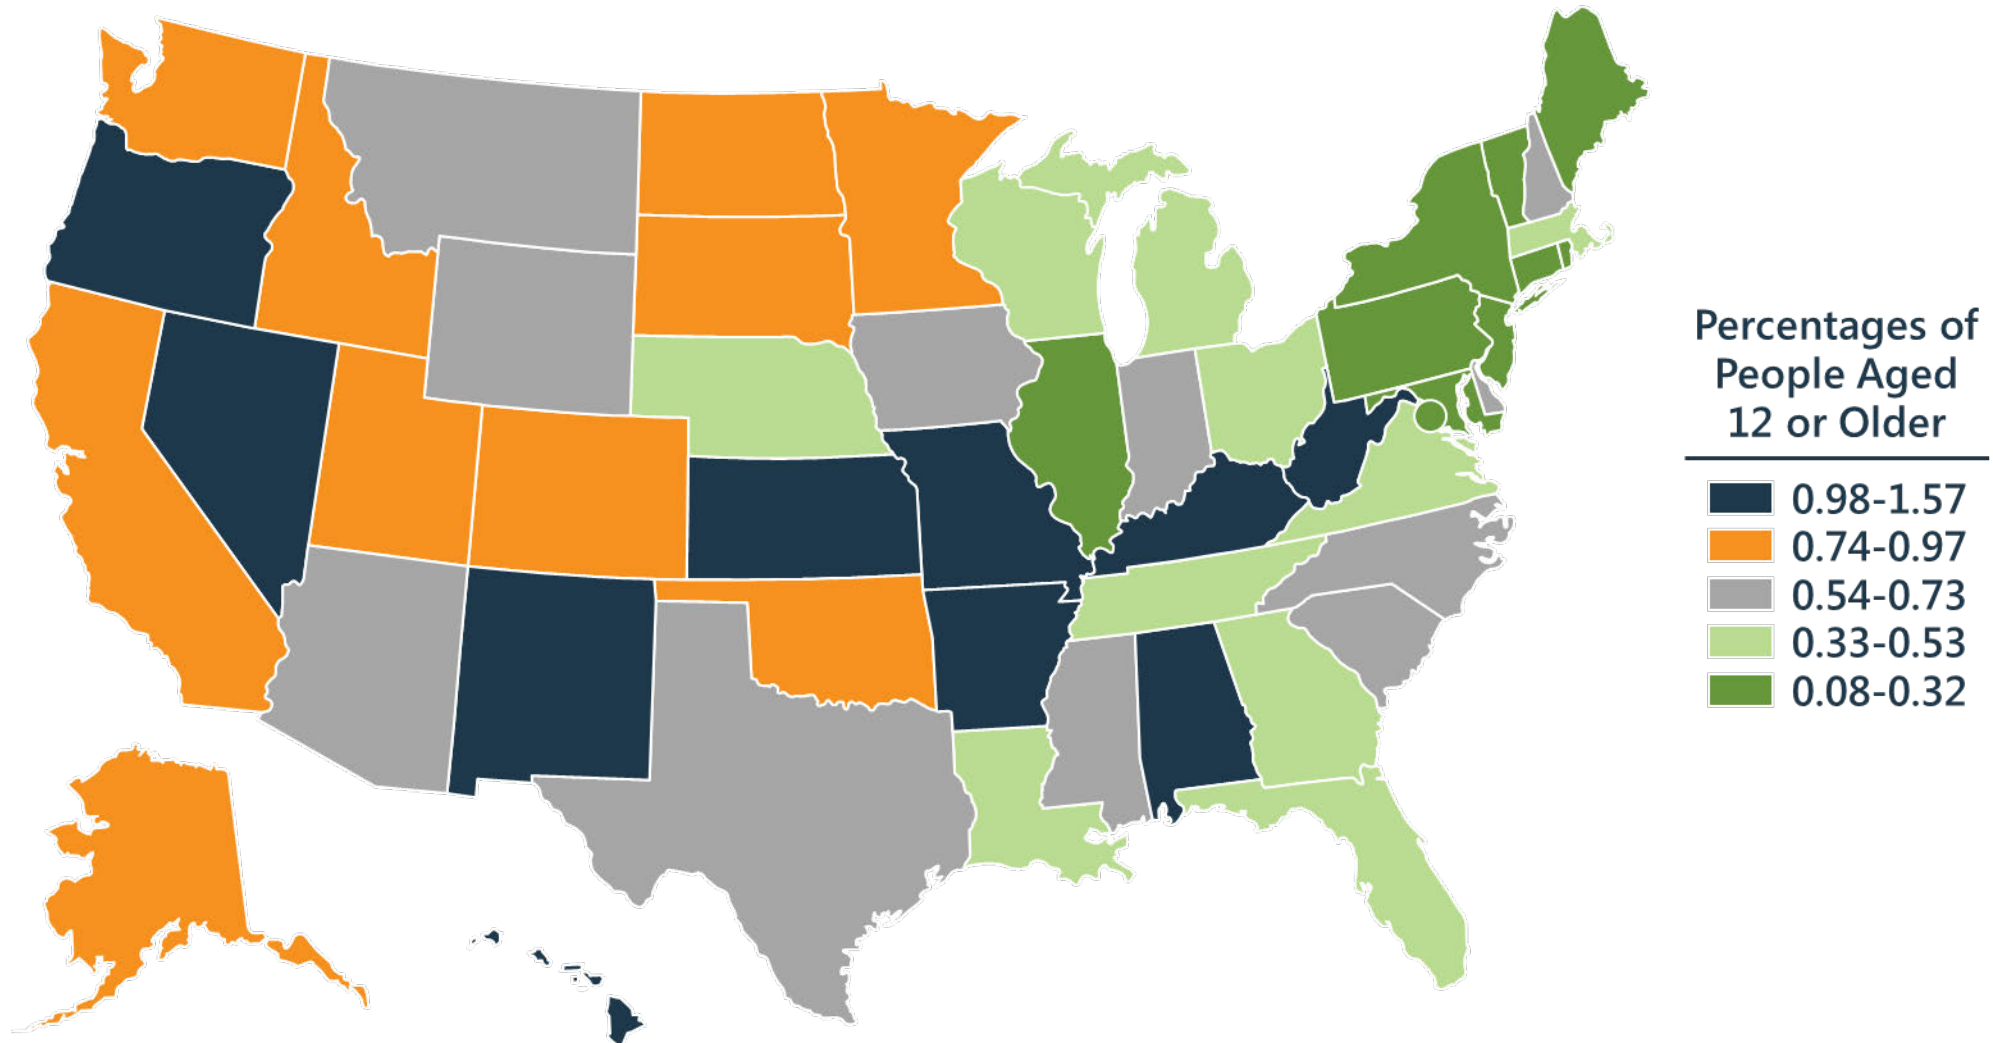 Percentages of
People Aged
12 or Older
0.98-1.57
0.74-0.97
0.54-0.73
0.33-0.53
0.08-0.32